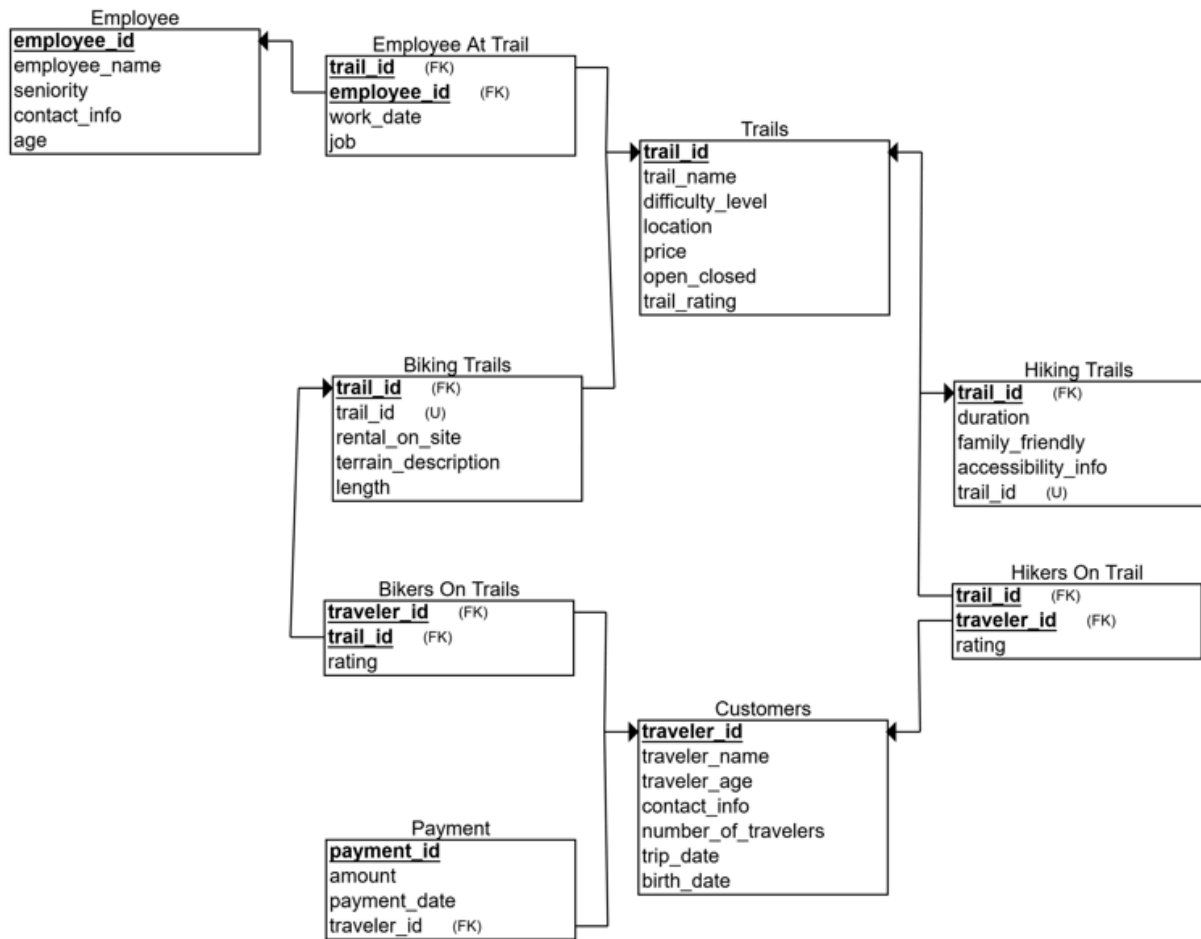 Employee
employee_id
employee_name
seniority
contact_info
age
Employee At Trail
trail_id (FK)
employee_id (FK)
work_date
job
Trails
trail_id
trail_name
difficulty_level
location
price
open_closed
trail_rating
Biking Trails
trail_id (FK)
trail_id (U)
rental_on_site
terrain_description
length
Hiking Trails
trail_id (FK)
duration
family_friendly
accessibility_info
trail_id (U)
Bikers On Trails
traveler_id (FK)
trail_id (FK)
rating
Hikers On Trail
trail_id (FK)
traveler_id (FK)
rating
Customers
traveler_id
traveler_name
traveler_age
contact_info
number_of_travelers
trip_date
birth_date
Payment
payment_id
amount
payment_date
traveler_id (FK)